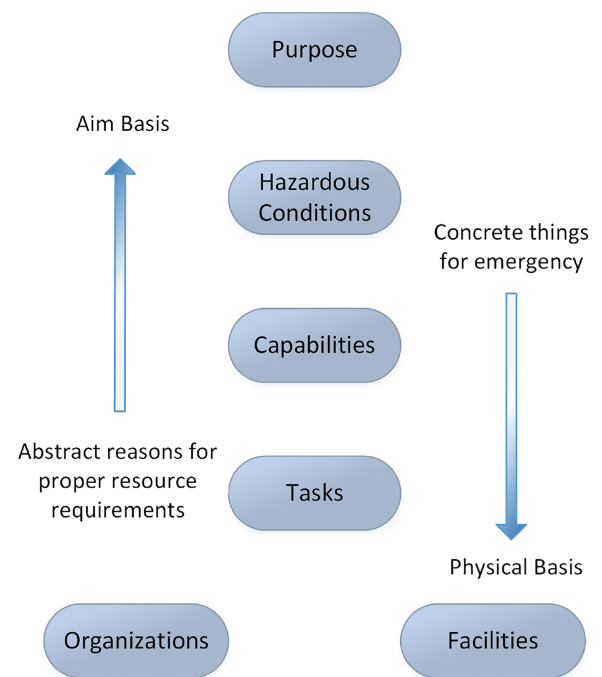 Purpose
Aim Basis
Hazardous
Conditions
Concrete things
for emergency
Capabilities
Abstract reasons for
proper resource
requirements
Tasks
Physical Basis
Organizations
Facilities